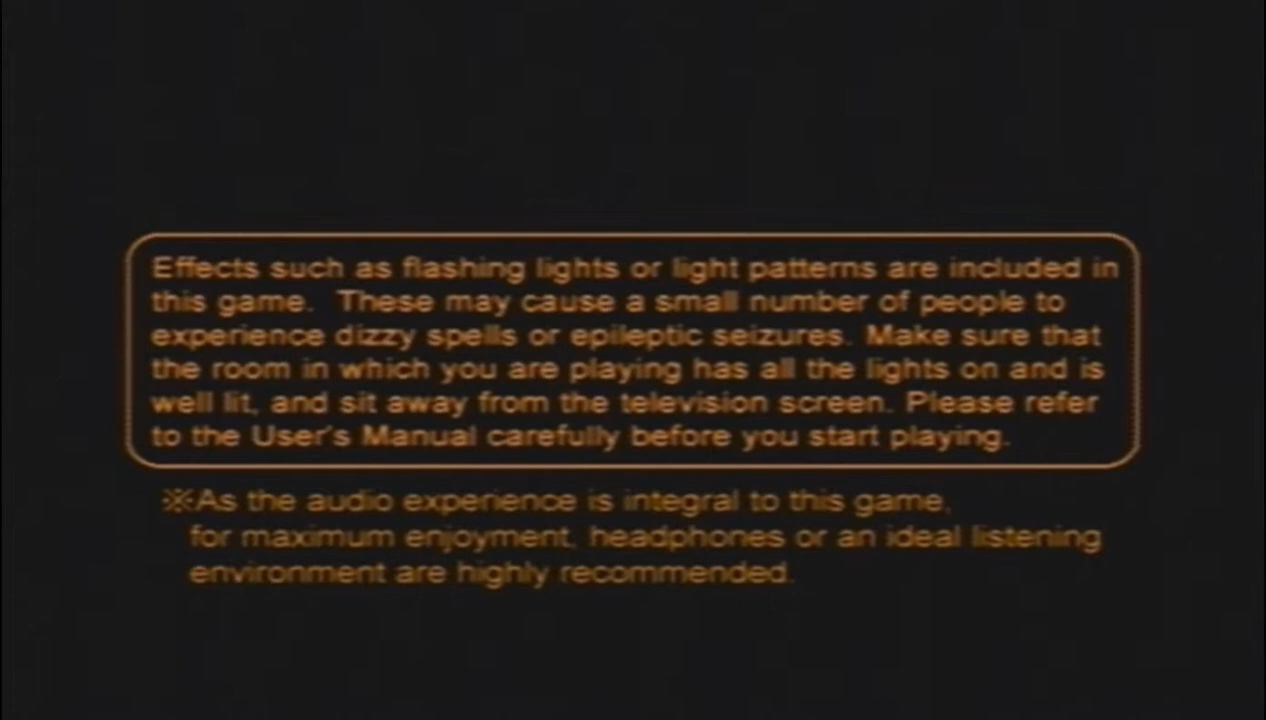 Effects such as flashing lights or light patterns are included in
this game. These may cause a small number of people to
experience dizzy spells or epileptic seizures. Make sure that
the room in which you are playing has all the lights on and is
well lit, and sit away from the television screen. Please refer
to the User's Manual carefully before you start playing.
※As the audio experience is integral to this game,
for maximum enjoyment, headphones or an ideal listening
environment are highly recommended.